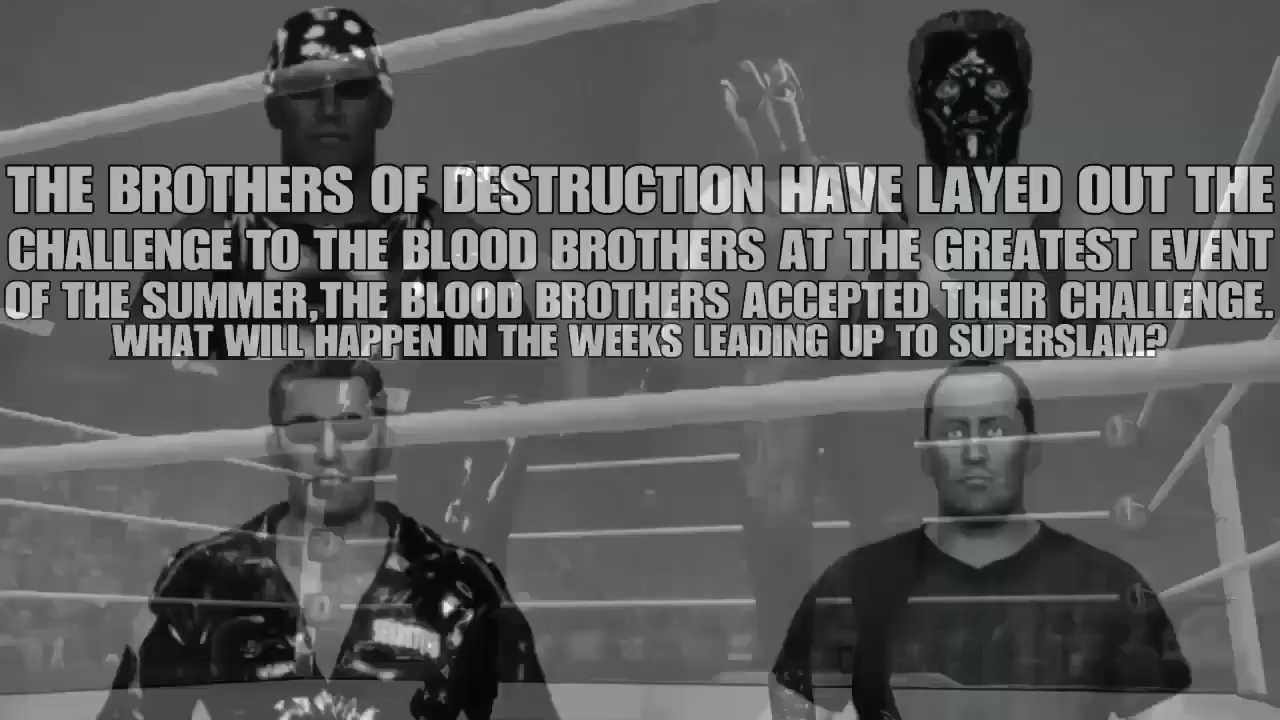 THE BROTHERS OF DESTRUCTION HAVE LAYED OUT THE
CHALLENGE TO THE BLOOD BROTHERS AT THE GREATEST EVENT
OF THE SUMMER,THE BLOOD BROTHERS ACCEPTED THEIR CHALLENGE.
WHAT WILL HAPPEN IN THE WEEKS LEADING UP TO SUPERSLAM?